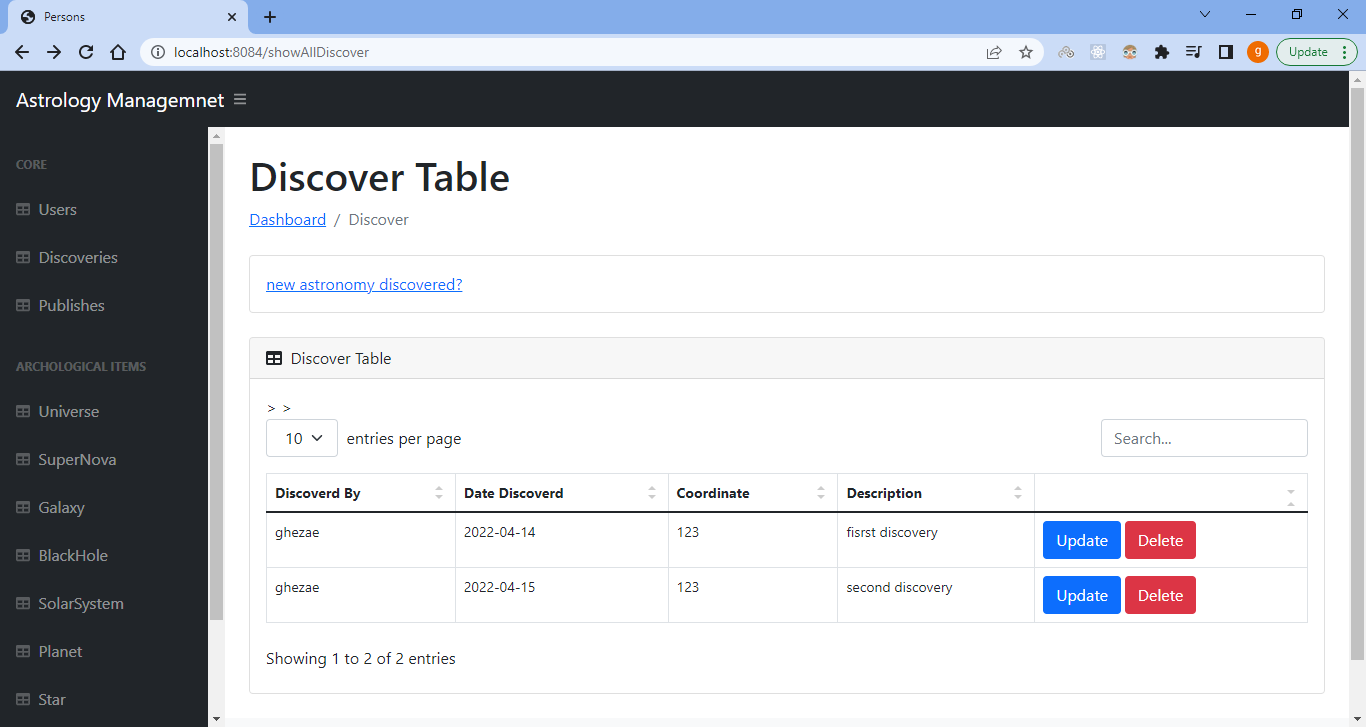 Persons
localhost:8084/showAllDiscover
g
Update
Astrology Managemnet
CORE
Users
Discoveries
Publishes
ARCHOLOGICAL ITEMS
Universe
SuperNova
Galaxy
BlackHole
SolarSystem
Planet
Star
Discover Table
Dashboard / Discover
new astronomy discovered?
Discover Table
> >
10 entries per page
Search...
Discoverd By Date Discoverd Coordinate Description
ghezae 2022-04-14 123 fisrst discovery Update Delete
ghezae 2022-04-15 123 second discovery Update Delete
Showing 1 to 2 of 2 entries